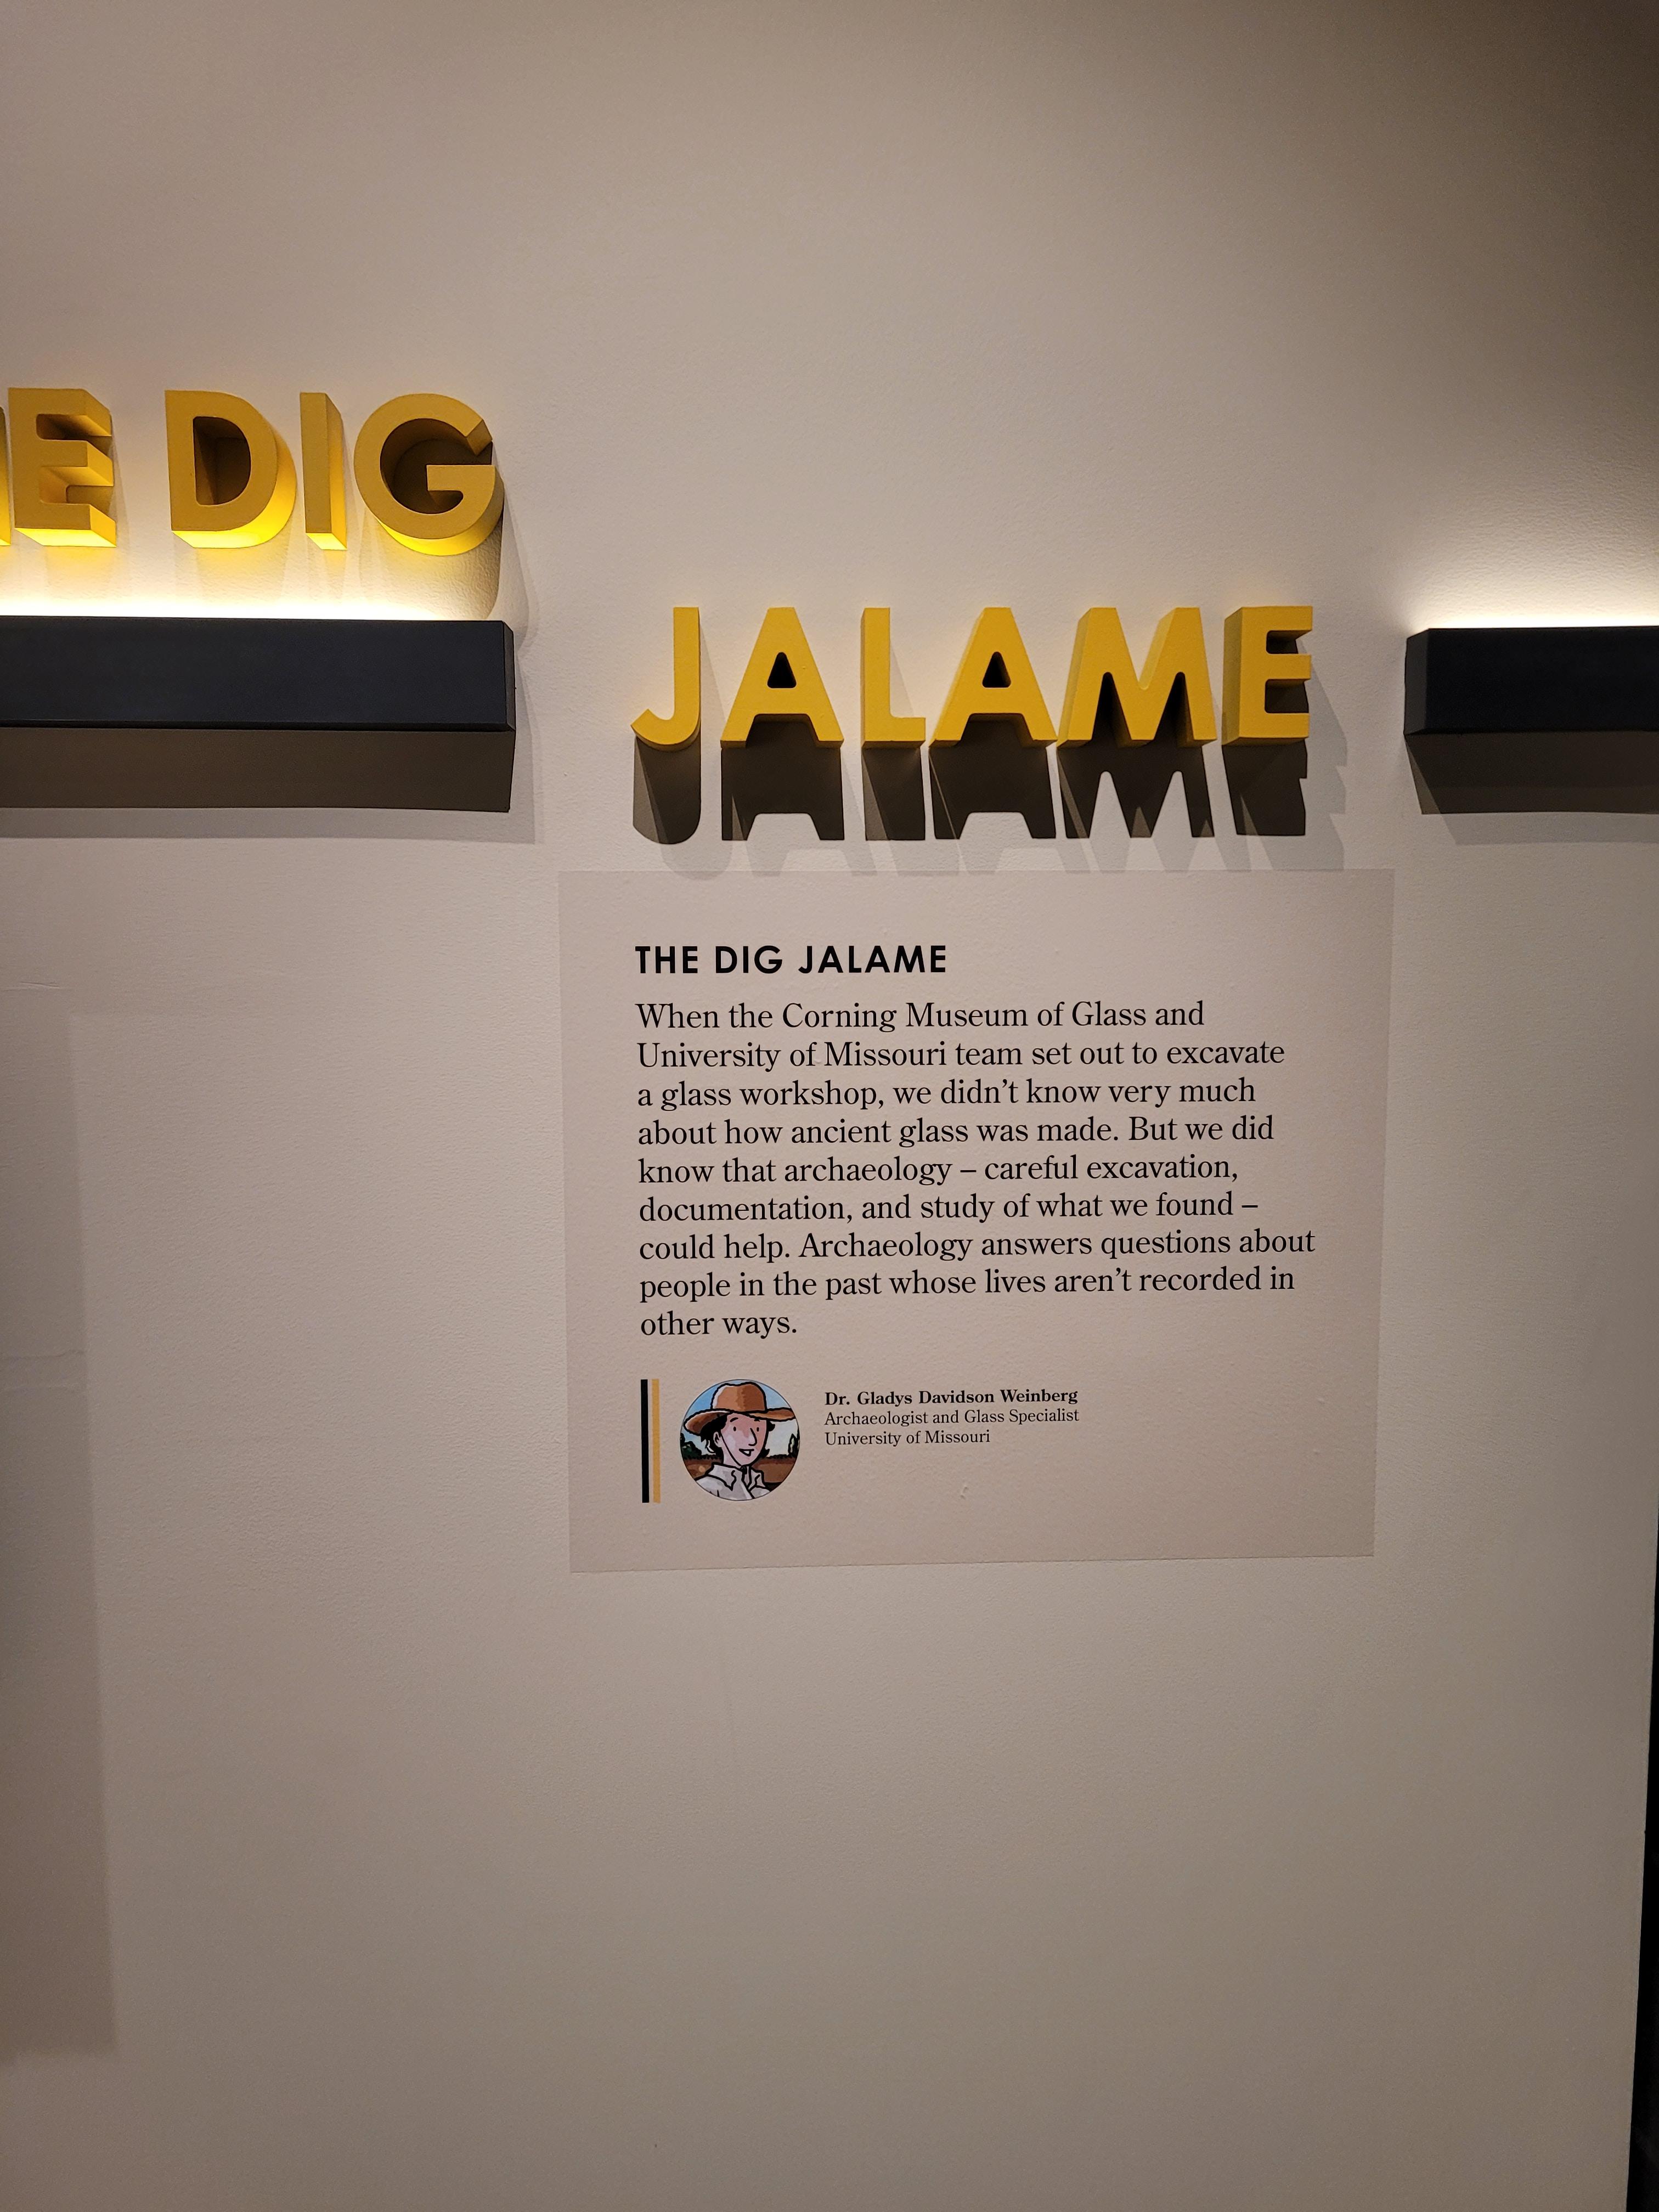 E DIG
JALAME
THE DIG JALAME
When the Corning Museum of Glass and
University of Missouri team set out to excavate
a glass workshop, we didn’t know very much
about how ancient glass was made. But we did
know that archaeology – careful excavation,
documentation, and study of what we found –
could help. Archaeology answers questions about
people in the past whose lives aren’t recorded in
other ways.
Dr. Gladys Davidson Weinberg
Archaeologist and Glass Specialist
University of Missouri